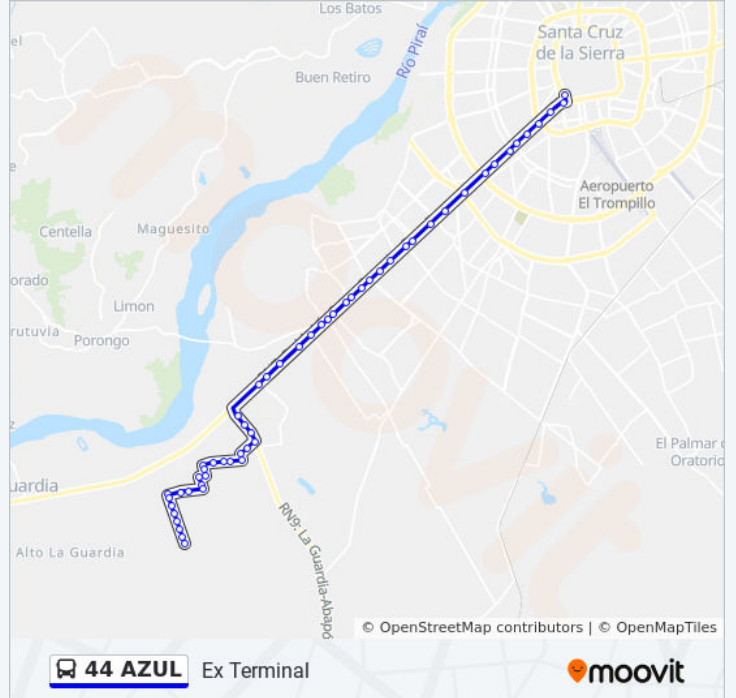 Los Batos
el
Santa Cruz
de la Sierra
Río Piraí
Buen Retiro
e
Aeropuerto
El Trompillo
Centella
Maguesito
orado
Limon
rutuvia
Porongo
z
El Palmar d
Oratorio
uardia
RN9: La Guardia-Abapó
Alto La Guardia
moovit
© OpenStreetMap contributors | © OpenMapTiles
44 AZUL Ex Terminal
moovit